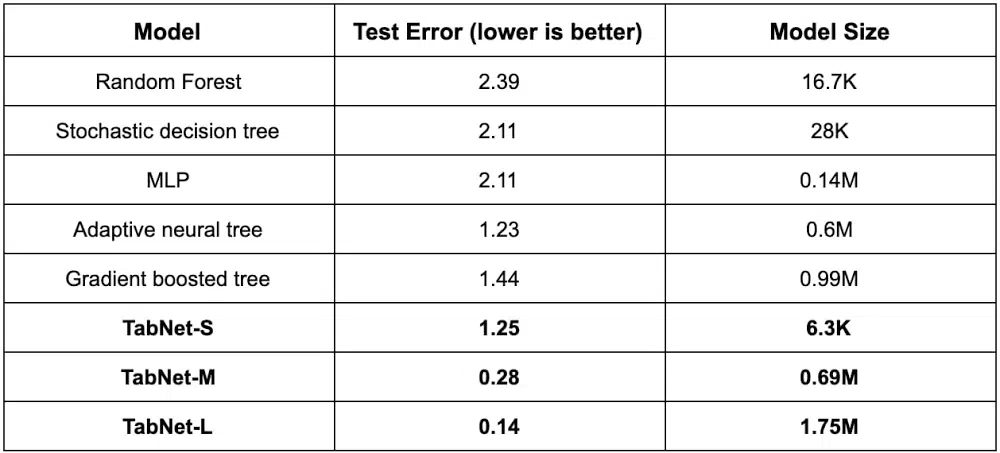 Model Test Error (lower is better) Model Size
Random Forest 2.39 16.7K
Stochastic decision tree 2.11 28K
MLP 2.11 0.14M
Adaptive neural tree 1.23 0.6M
Gradient boosted tree 1.44 0.99M
TabNet-S 1.25 6.3K
TabNet-M 0.28 0.69M
TabNet-L 0.14 1.75M